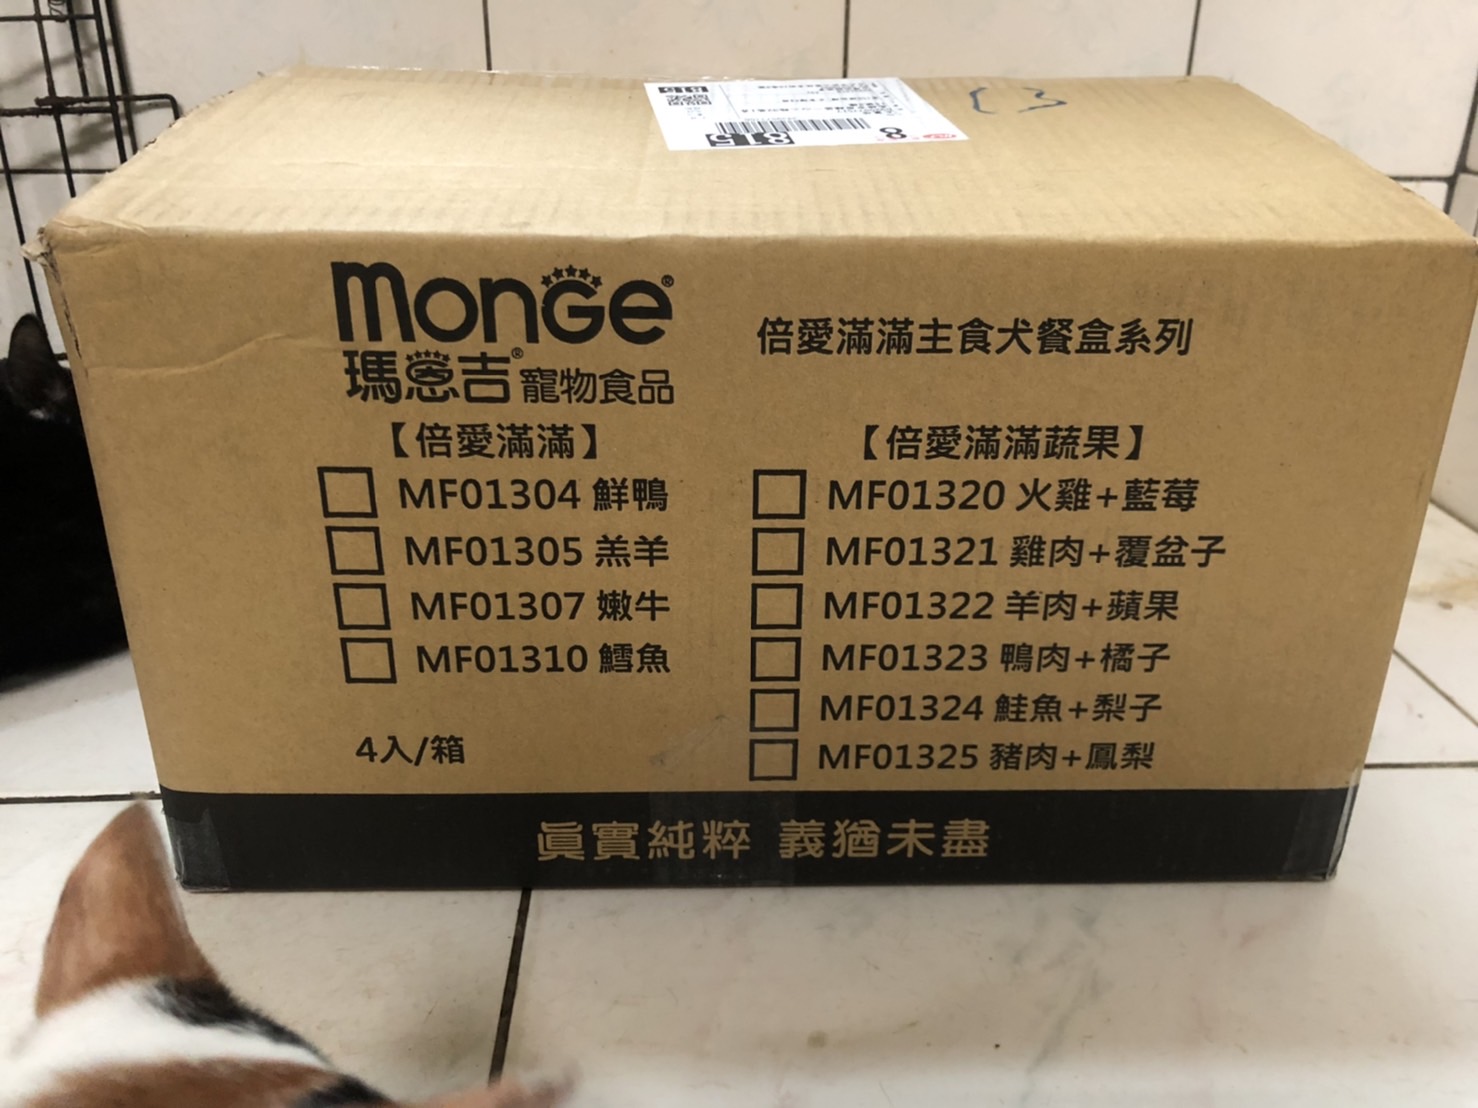 815
8
C3
monGe®
瑪恩吉® 寵物食品
倍愛滿滿主食犬餐盒系列
【倍愛滿滿】
MF01304 鮮鴨
MF01305 羔羊
MF01307 嫩牛
MF01310 鱈魚
4入/箱
【倍愛滿滿蔬果】
MF01320 火雞+藍莓
MF01321 雞肉+覆盆子
MF01322 羊肉+蘋果
MF01323 鴨肉+橘子
MF01324 鮭魚+梨子
MF01325 豬肉+鳳梨
真實純粹 義猶未盡